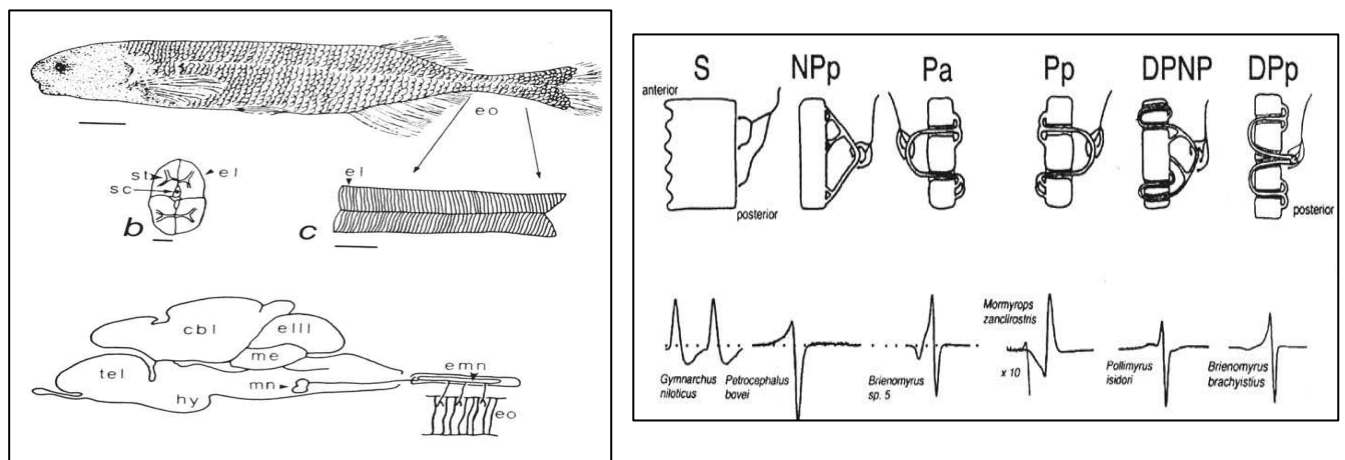 eo
st
el
sc
b
el
c
cbl
elll
me
tel
mn
hy
emn
eo
S NPp Pa Pp DPNP DPp
anterior
posterior
posterior
Gymnarchus
niloticus
Petrocephalus
bovei
Brienomyrus
sp. 5
Mormyrops
zanclirostris
x 10
Pollimyrus
isidori
Brienomyrus
brachyistius